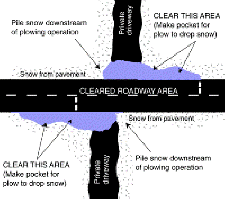 Pile snow downstream
of plowing operation
Private
driveway
CLEAR THIS AREA
(Make pocket for
plow to drop snow)
Snow from pavement
CLEARED ROADWAY AREA
Snow from pavement
CLEAR THIS AREA
(Make pocket for
plow to drop snow)
Private
driveway
Pile snow downstream
of plowing operation